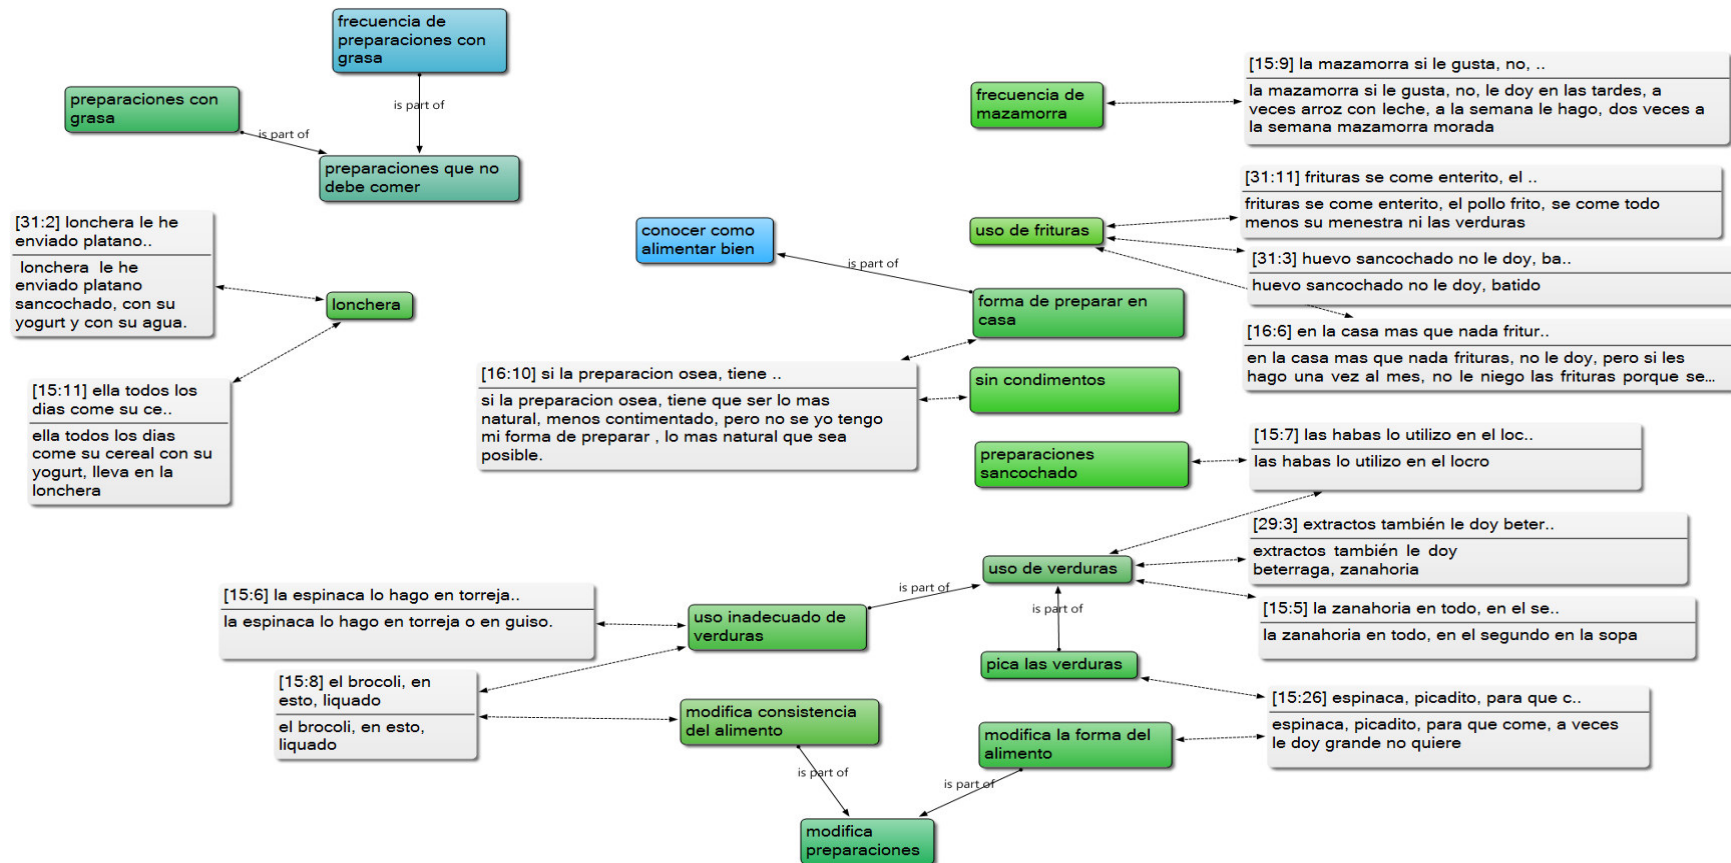 frecuencia de
preparaciones con
grasa
is part of
preparaciones con
grasa
is part of
preparaciones que no
debe comer
[31:2] lonchera le he
enviado platano..
lonchera le he
enviado platano
sancochado, con su
yogurt y con su agua.
lonchera
[15:11] ella todos los
dias come su ce..
ella todos los dias
come su cereal con su
yogurt, lleva en la
lonchera
conocer como
alimentar bien
is part of
forma de preparar en
casa
[16:10] si la preparacion osea, tiene ..
si la preparacion osea, tiene que ser lo mas
natural, menos contimentado, pero no se yo tengo
mi forma de preparar , lo mas natural que sea
posible.
sin condimentos
frecuencia de
mazamorra
[15:9] la mazamorra si le gusta, no, ..
la mazamorra si le gusta, no, le doy en las tardes, a
veces arroz con leche, a la semana le hago, dos veces a
la semana mazamorra morada
uso de frituras
[31:11] frituras se come enterito, el ..
frituras se come enterito, el pollo frito, se come todo
menos su menestra ni las verduras
[31:3] huevo sancochado no le doy, ba..
huevo sancochado no le doy, batido
[16:6] en la casa mas que nada fritur..
en la casa mas que nada frituras, no le doy, pero si les
hago una vez al mes, no le niego las frituras porque se...
preparaciones
sancochado
[15:7] las habas lo utilizo en el loc..
las habas lo utilizo en el locro
uso de verduras
[29:3] extractos también le doy beter..
extractos también le doy
beterraga, zanahoria
[15:5] la zanahoria en todo, en el se..
la zanahoria en todo, en el segundo en la sopa
is part of
is part of
[15:6] la espinaca lo hago en torreja..
la espinaca lo hago en torreja o en guiso.
uso inadecuado de
verduras
pica las verduras
[15:8] el brocoli, en
esto, liquado
el brocoli, en esto,
liquado
modifica consistencia
del alimento
modifica la forma del
alimento
[15:26] espinaca, picadito, para que c..
espinaca, picadito, para que come, a veces
le doy grande no quiere
is part of
is part of
modifica
preparaciones